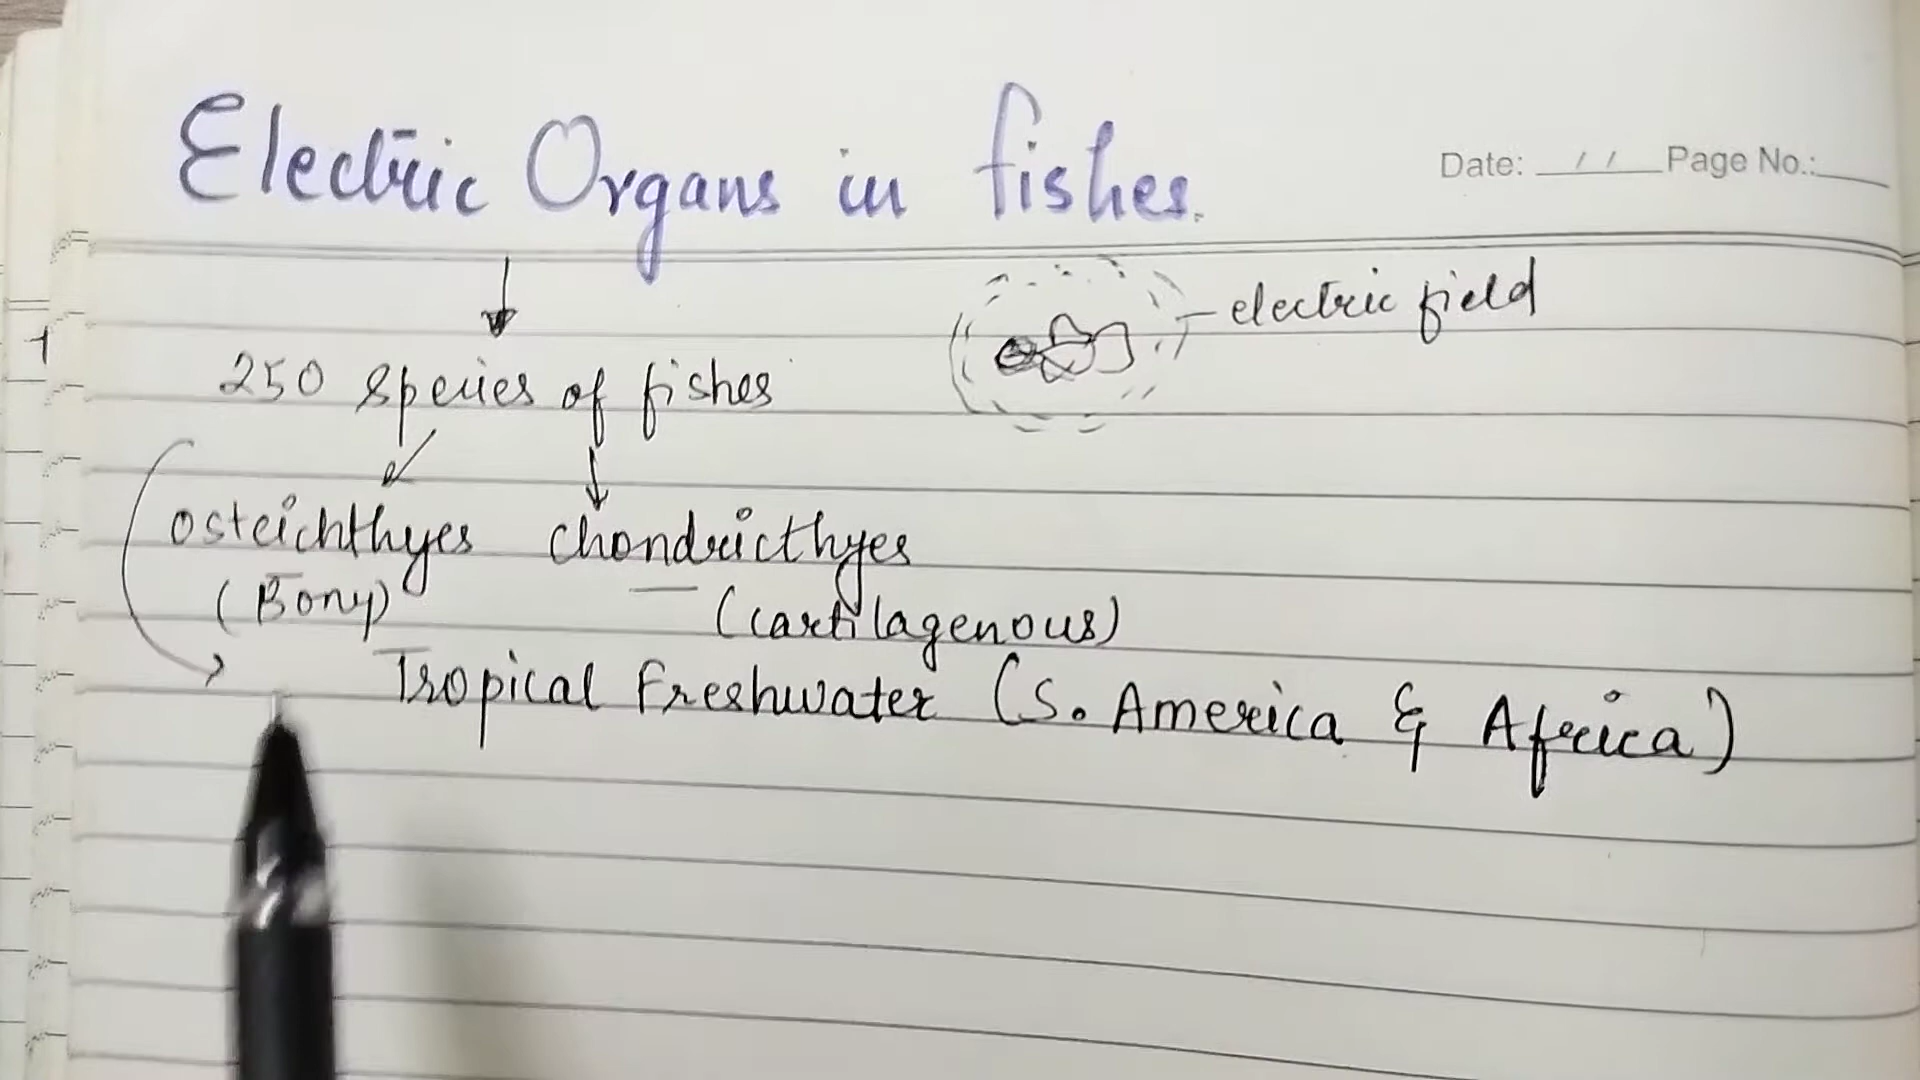 Electric Organs in fishes.
Date: / / Page No.:
electric field
250 species of fishes
osteichthyes chondricthyes
(Bony) (cartilagenous)
Tropical Freshwater (S. America & Africa)